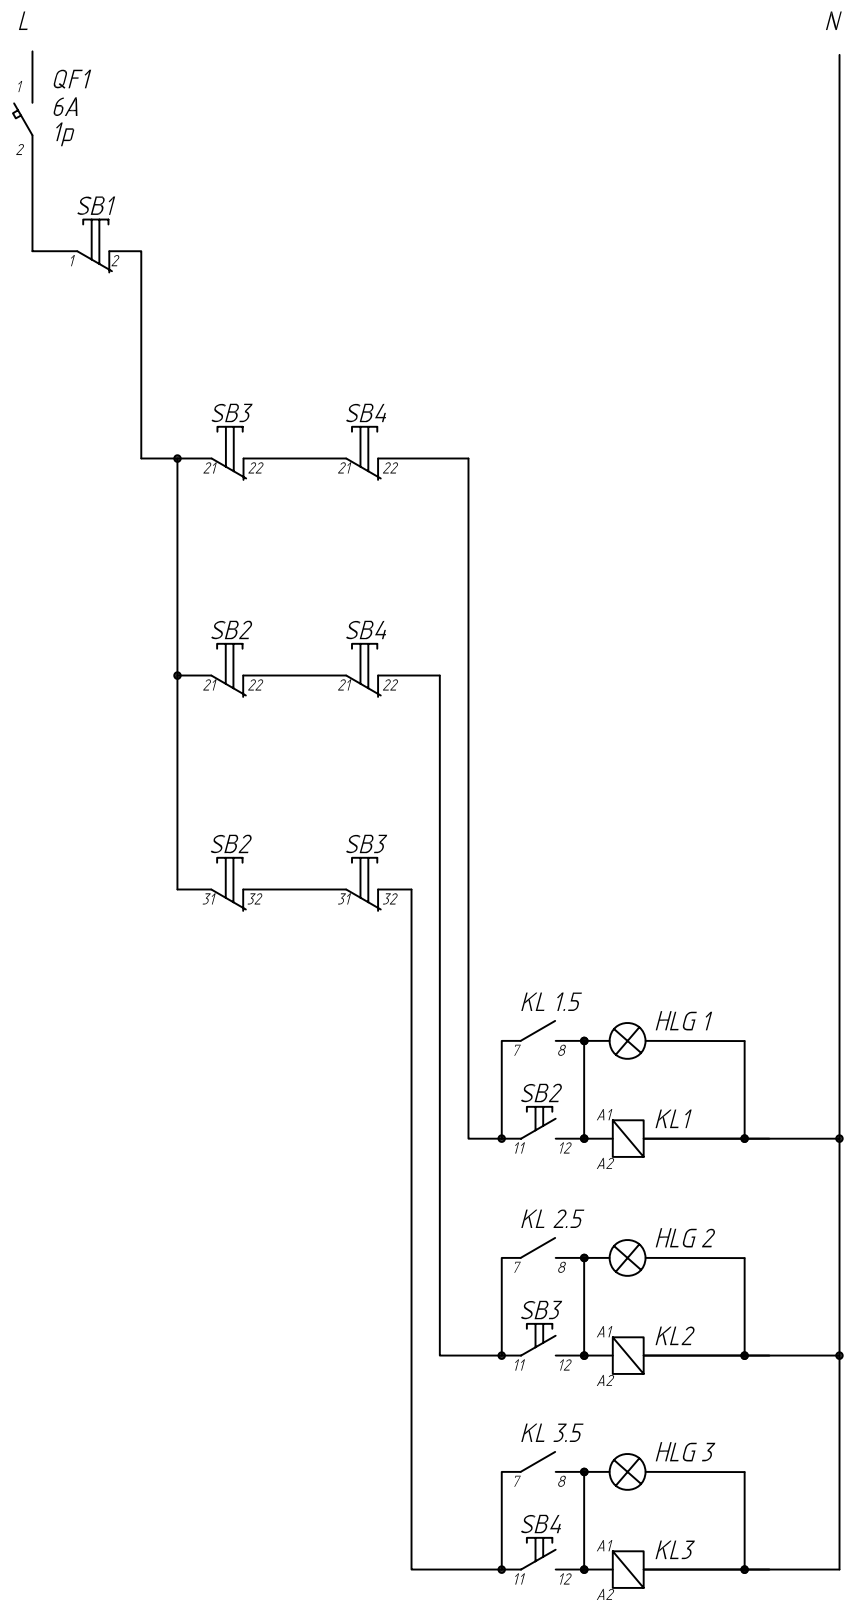 L
N
1
QF1
6A
1p
2
SB1
1
2
SB3
SB4
21
22
21
22
SB2
SB4
21
22
21
22
SB2
SB3
31
32
31
32
KL 1.5
HLG 1
7
8
SB2
A1
KL1
11
12
A2
KL 2.5
HLG 2
7
8
SB3
A1
KL2
11
12
A2
KL 3.5
HLG 3
7
8
SB4
A1
KL3
11
12
A2